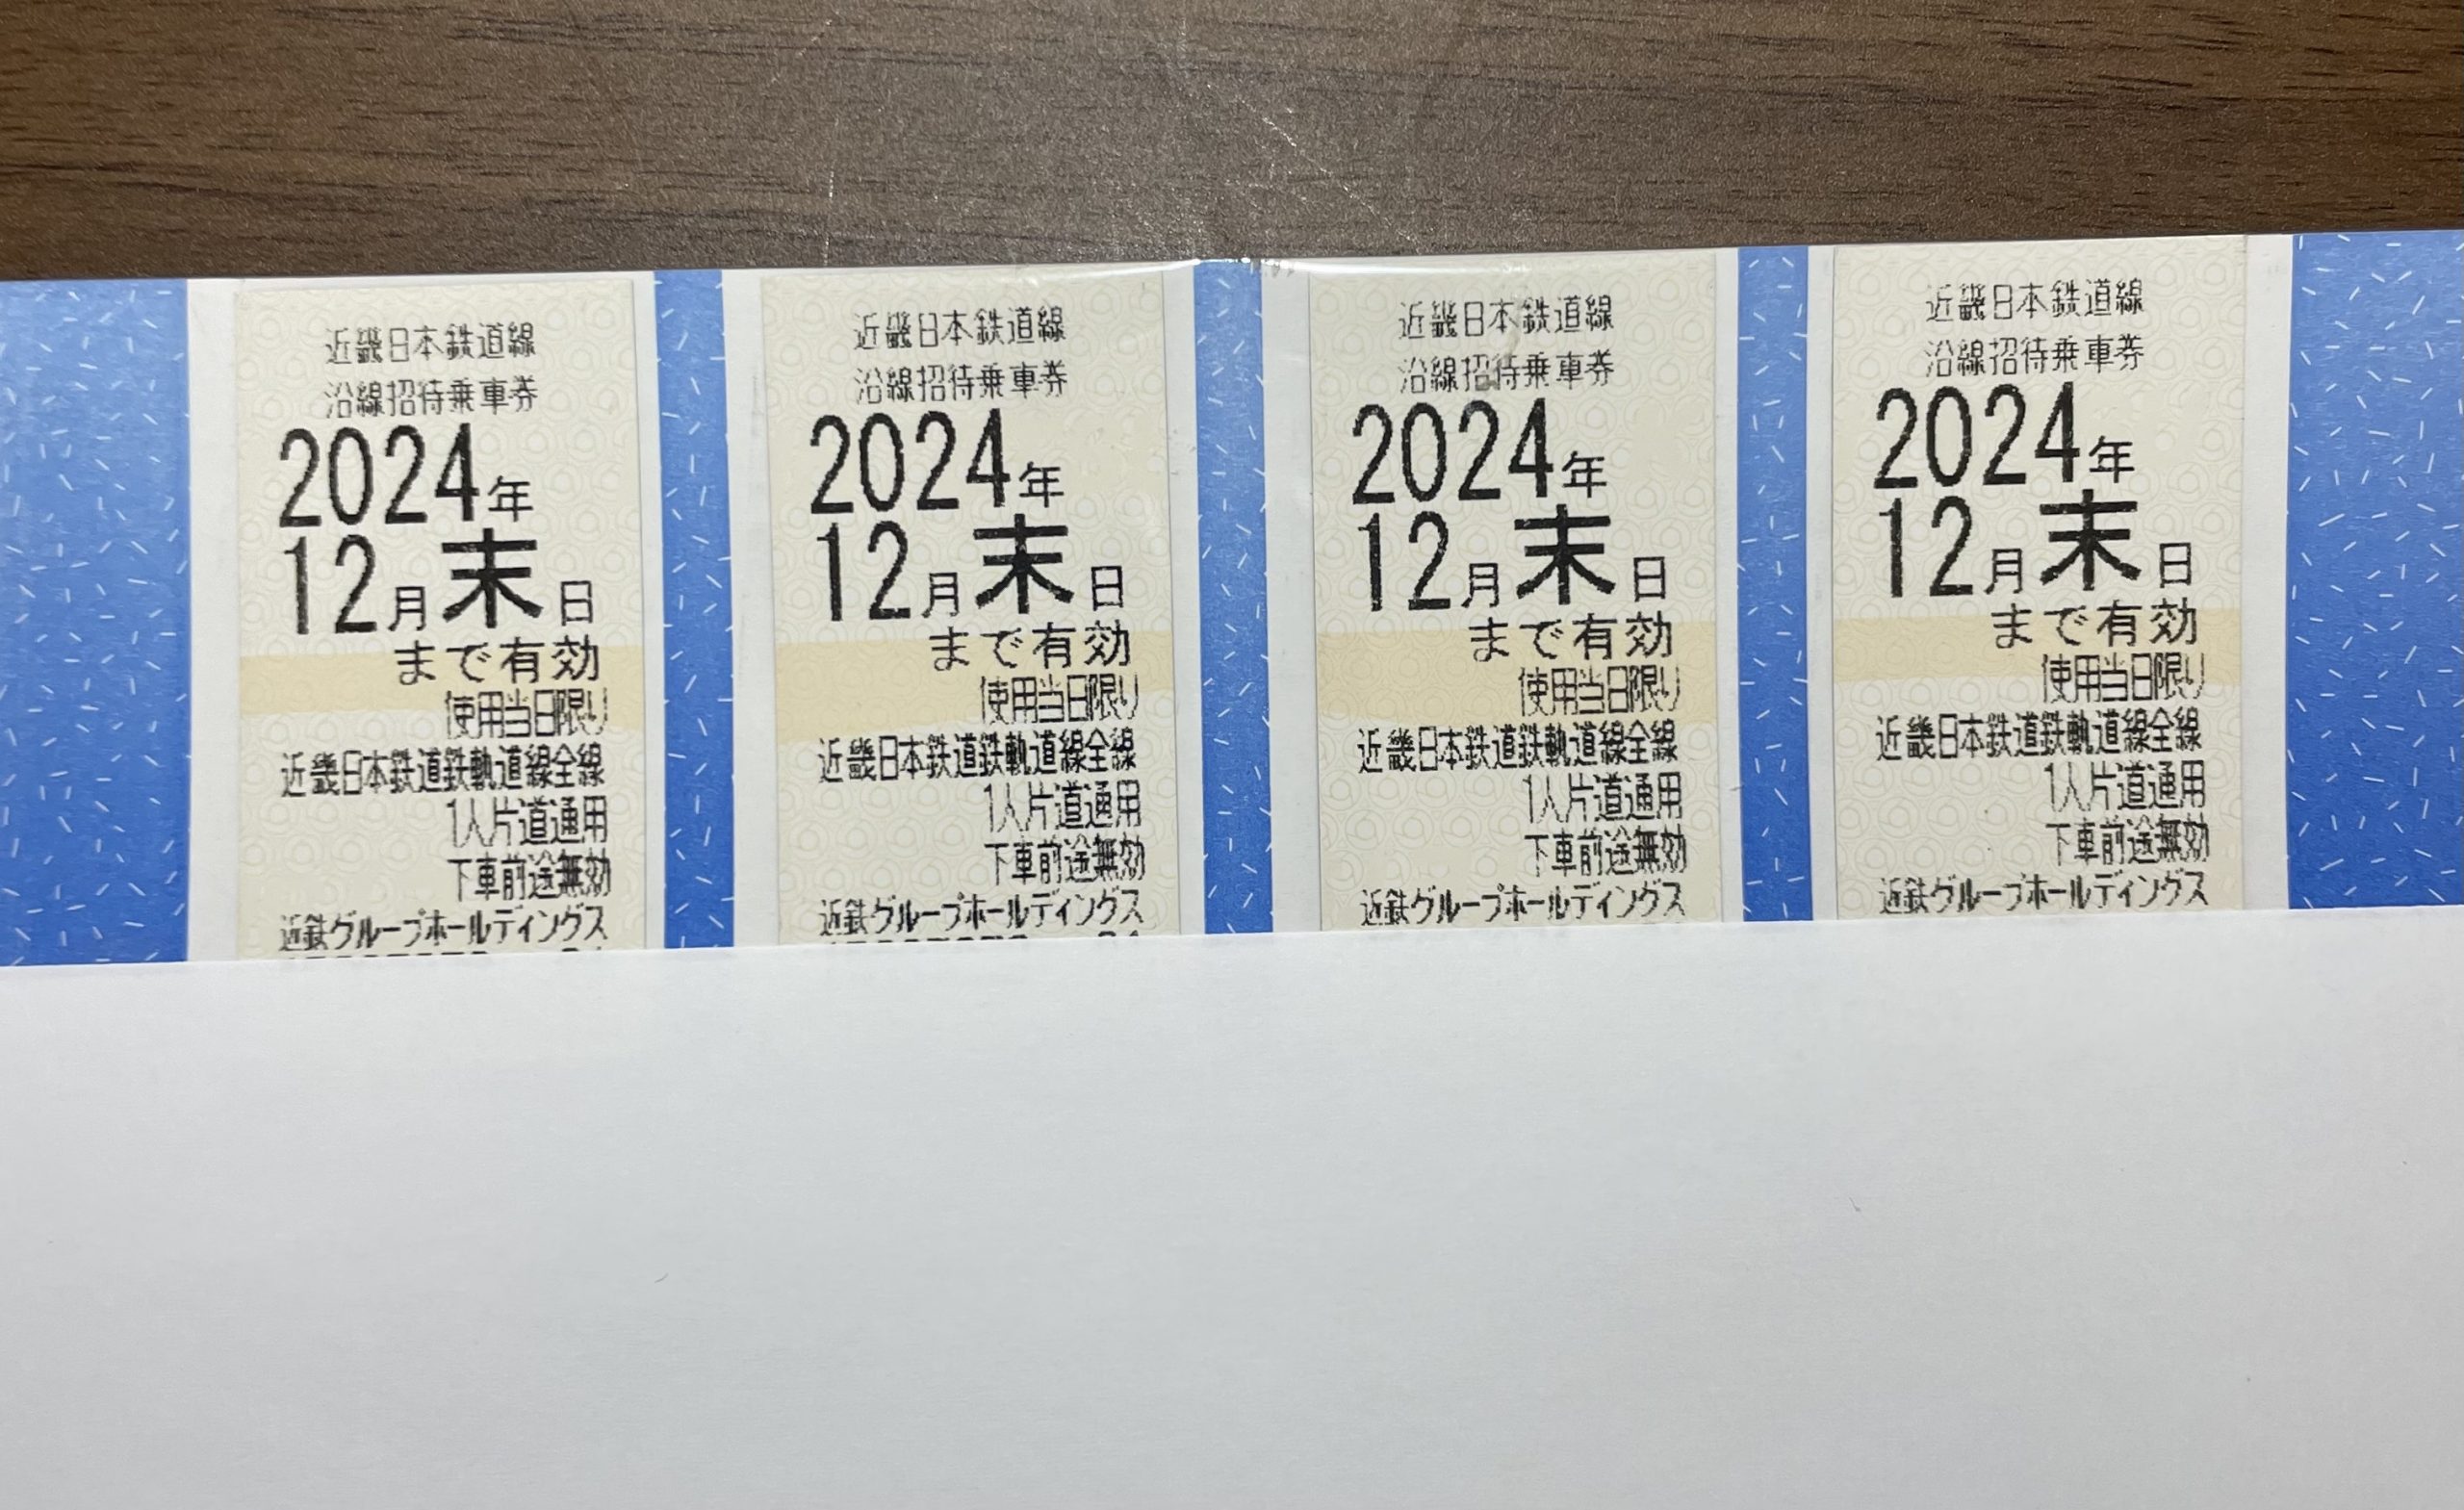 近畿日本鉄道線
沿線招待乗車券
2024年
12月末日
まで有効
使用当日限り
近畿日本鉄道鉄軌道線全線
1人片道通用
下車前途無効
近鉄グループホールディングス
近畿日本鉄道線
沿線招待乗車券
2024年
12月末日
まで有効
使用当日限り
近畿日本鉄道鉄軌道線全線
1人片道通用
下車前途無効
近鉄グループホールディングス
近畿日本鉄道線
沿線招待乗車券
2024年
12月末日
まで有効
使用当日限り
近畿日本鉄道鉄軌道線全線
1人片道通用
下車前途無効
近鉄グループホールディングス
近畿日本鉄道線
沿線招待乗車券
2024年
12月末日
まで有効
使用当日限り
近畿日本鉄道鉄軌道線全線
1人片道通用
下車前途無効
近鉄グループホールディングス